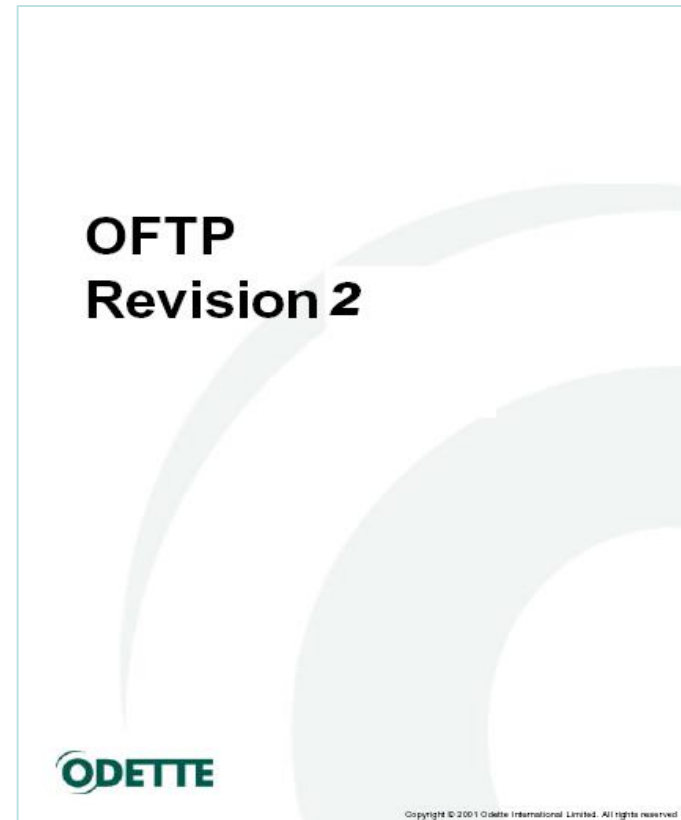 OFTP
Revision 2
ODETTE
Copyright © 2001 Odette International Limited. All rights reserved